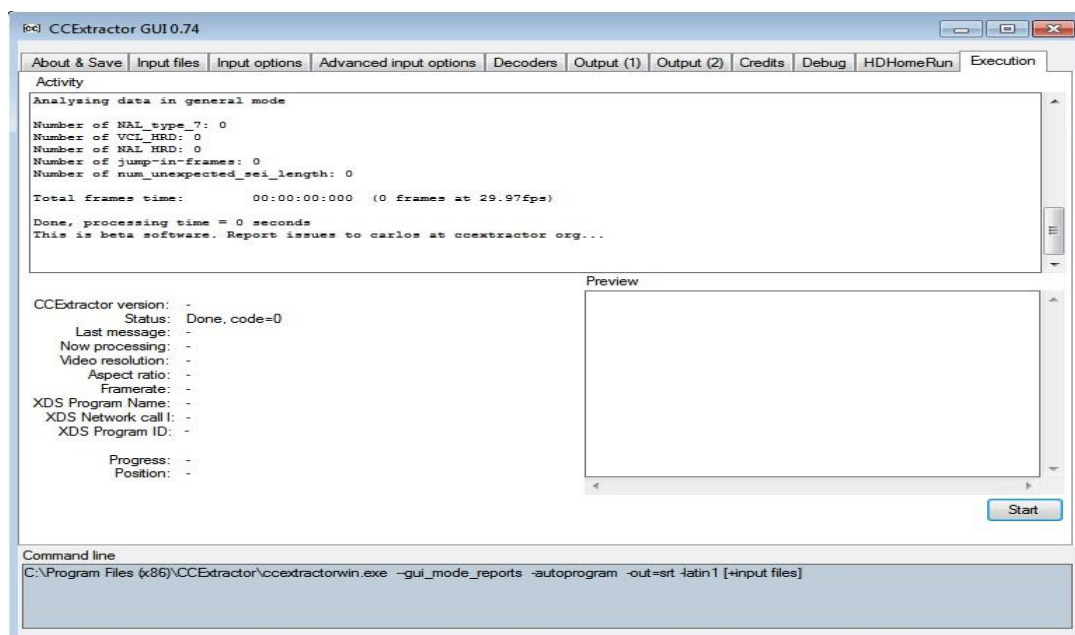 CCExtractor GUI 0.74
About & Save Input files Input options Advanced input options Decoders Output (1) Output (2) Credits Debug HDHomeRun Execution
Activity
Analysing data in general mode
Number of NAL_type_7: 0
Number of VCL_HRD: 0
Number of NAL HRD: 0
Number of jump-in-frames: 0
Number of num_unexpected_sei_length: 0
Total frames time: 00:00:00:000 (0 frames at 29.97fps)
Done, processing time = 0 seconds
This is beta software. Report issues to carlos at ccextractor org...
Preview
CCExtractor version: -
Status: Done, code=0
Last message: -
Now processing: -
Video resolution: -
Aspect ratio: -
Framerate: -
XDS Program Name: -
XDS Network call l: -
XDS Program ID: -
Progress: -
Position: -
Start
Command line
C:\Program Files (x86)\CCExtractor\ccextractorwin.exe --gui_mode_reports -autoprogram -out=srt -latin1 [+input files]